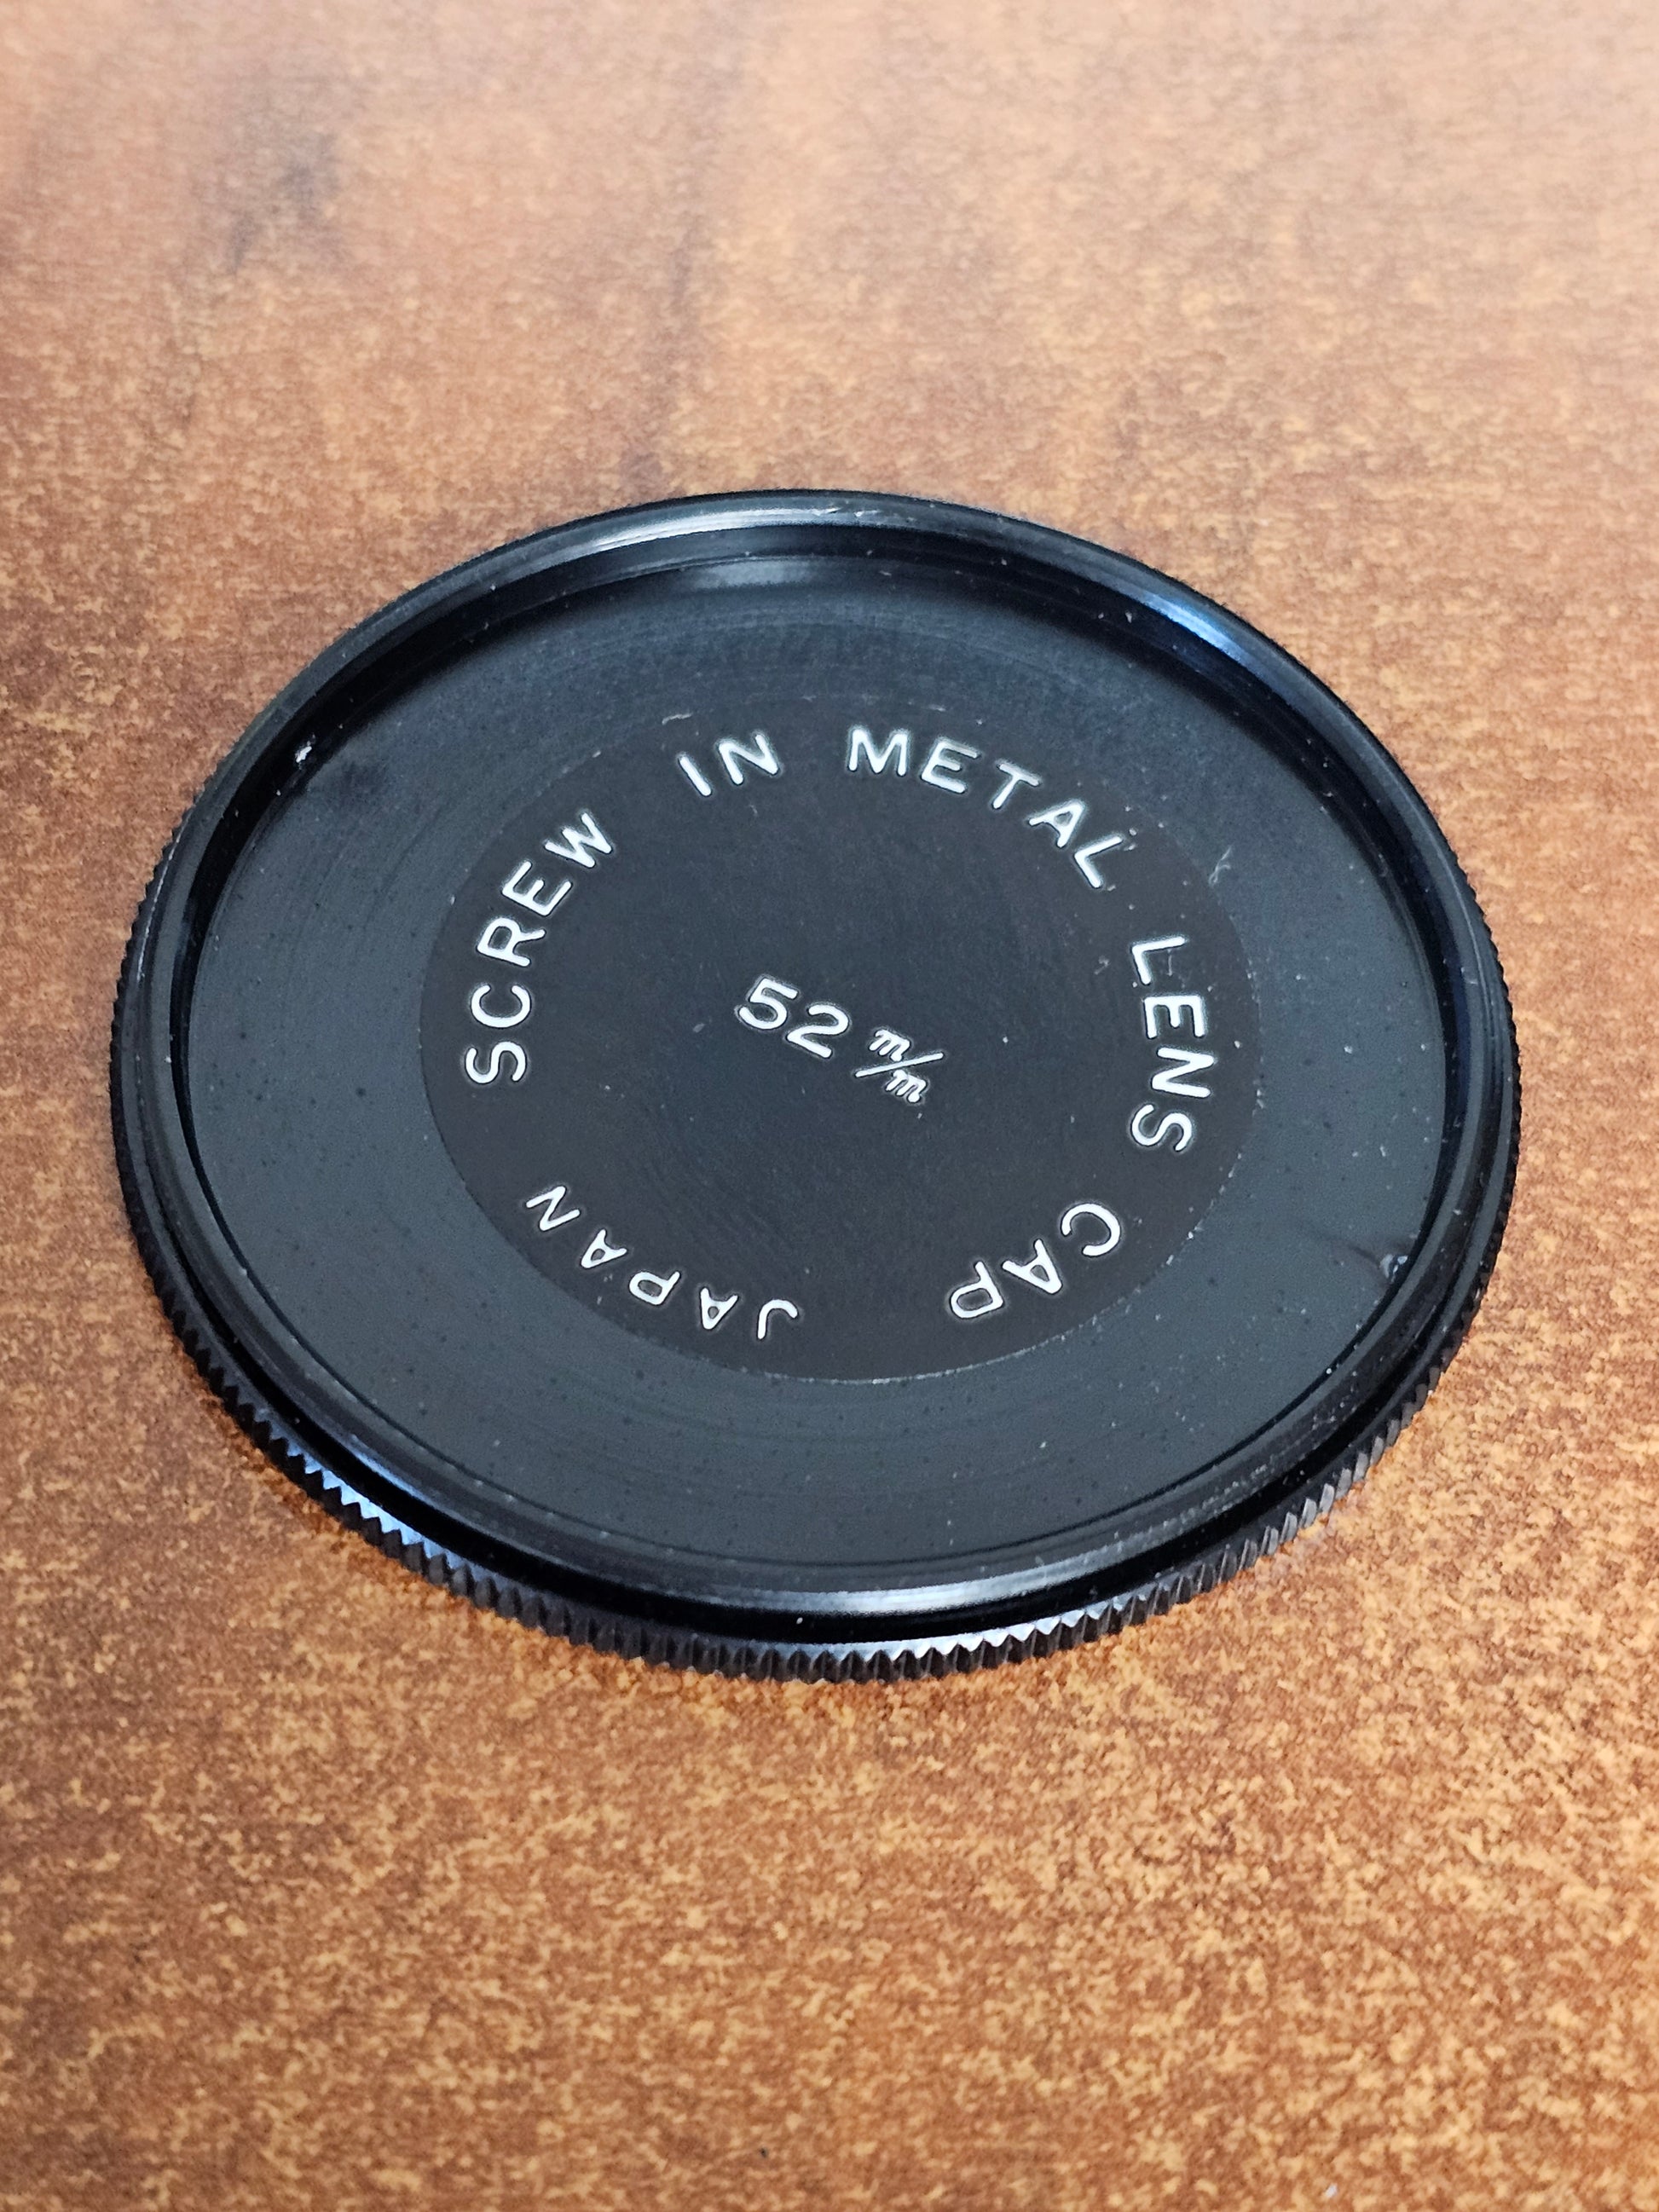 SCREW IN METAL LENS CAP
52 m/m
JAPAN